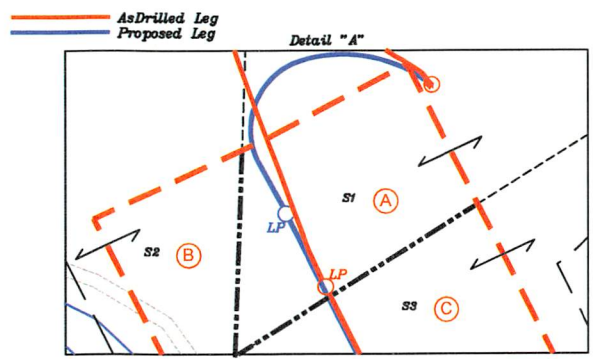 AsDrilled Leg
Proposed Leg
Detail "A"
S1 A
LP
S2 B
LP
S3 C